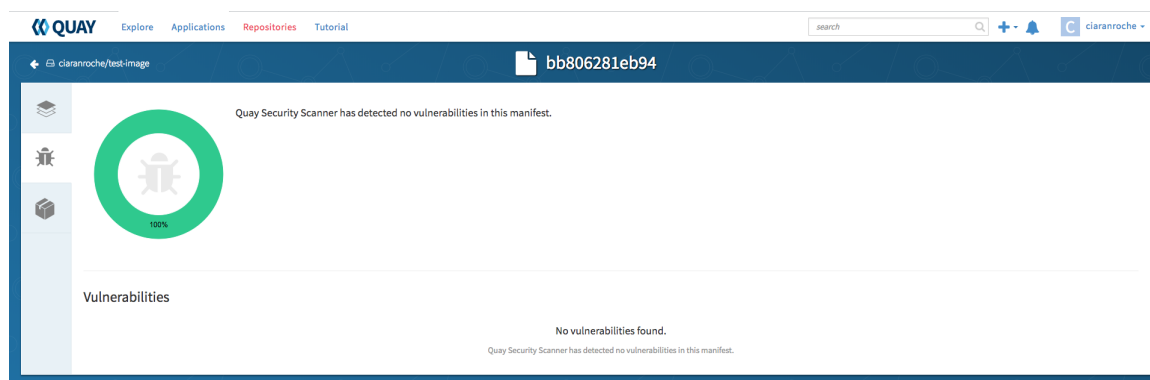 QUAY Explore Applications Repositories Tutorial search C ciaranroche
ciaranroche/test-image bb806281eb94
Quay Security Scanner has detected no vulnerabilities in this manifest.
100%
Vulnerabilities
No vulnerabilities found.
Quay Security Scanner has detected no vulnerabilities in this manifest.